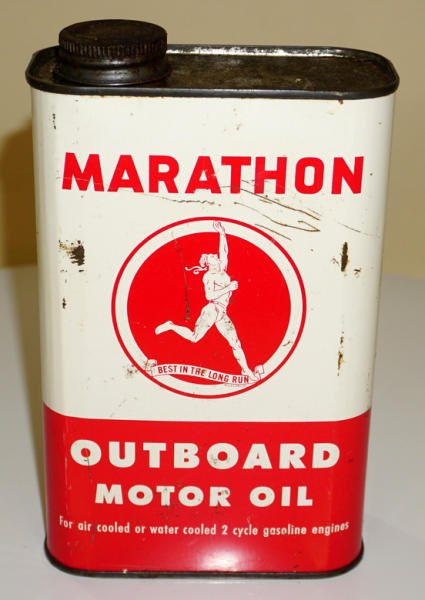 MARATHON
BEST IN THE LONG RUN
OUTBOARD
MOTOR OIL
For air cooled or water cooled 2 cycle gasoline engines